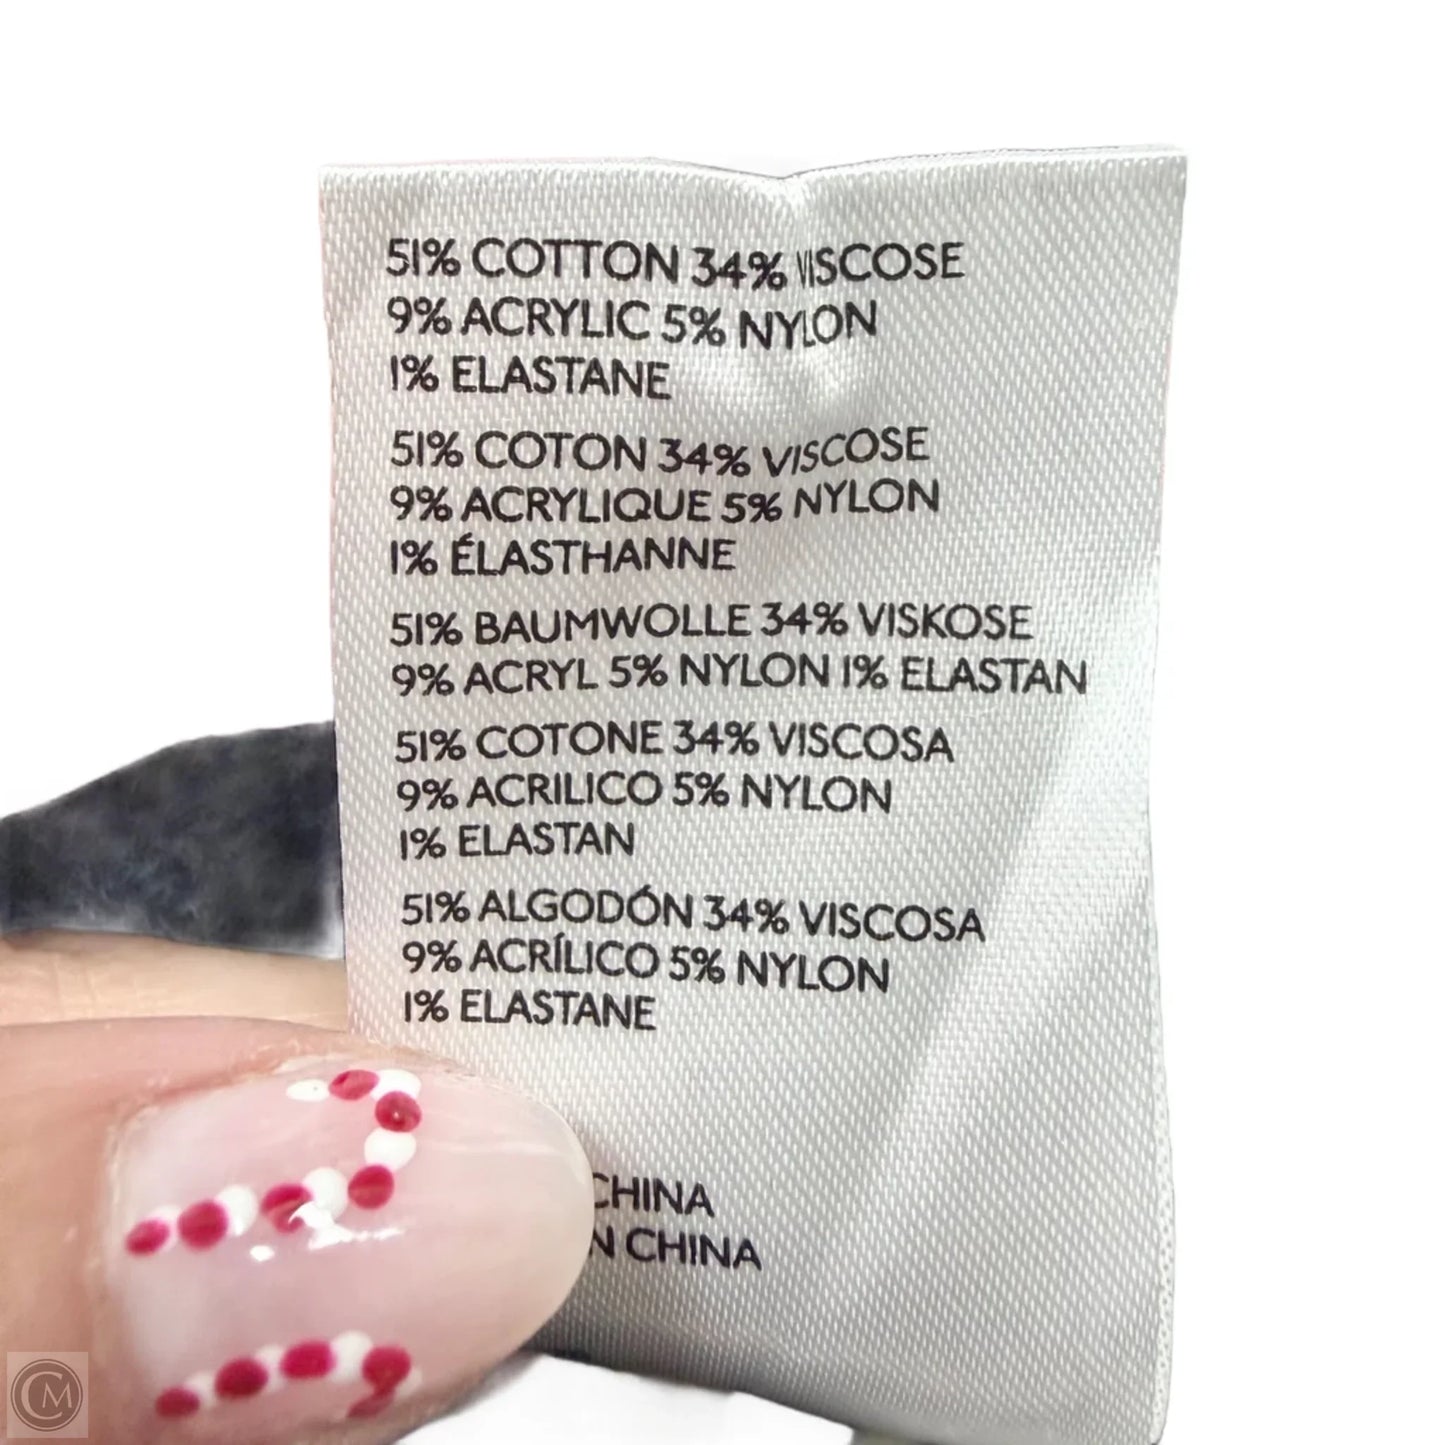 51% COTTON 34% VISCOSE
9% ACRYLIC 5% NYLON
1% ELASTANE
51% COTON 34% VISCOSE
9% ACRYLIQUE 5% NYLON
1% ÉLASTHANNE
51% BAUMWOLLE 34% VISKOSE
9% ACRYL 5% NYLON 1% ELASTAN
51% COTONE 34% VISCOSA
9% ACRILICO 5% NYLON
1% ELASTAN
51% ALGODÓN 34% VISCOSA
9% ACRÍLICO 5% NYLON
1% ELASTANE
CHINA
N CHINA
CM